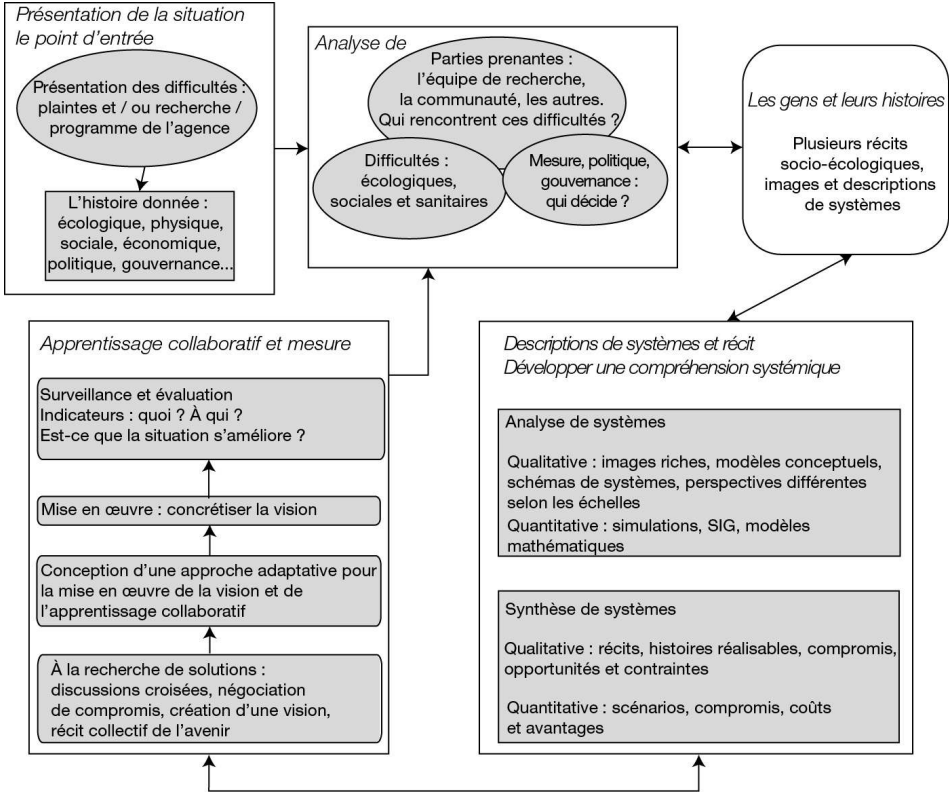 Présentation de la situation
le point d'entrée
Présentation des difficultés :
plaintes et / ou recherche /
programme de l'agence
L'histoire donnée :
écologique, physique,
sociale, économique,
politique, gouvernance...
Analyse de
Parties prenantes :
l'équipe de recherche,
la communauté, les autres.
Qui rencontrent ces difficultés ?
Difficultés :
écologiques,
sociales et sanitaires
Mesure, politique,
gouvernance :
qui décide ?
Les gens et leurs histoires
Plusieurs récits
socio-écologiques,
images et descriptions
de systèmes
Apprentissage collaboratif et mesure
Surveillance et évaluation
Indicateurs : quoi ? À qui ?
Est-ce que la situation s'améliore ?
Mise en œuvre : concrétiser la vision
Conception d'une approche adaptative pour
la mise en œuvre de la vision et de
l'apprentissage collaboratif
À la recherche de solutions :
discussions croisées, négociation
de compromis, création d'une vision,
récit collectif de l'avenir
Descriptions de systèmes et récit
Développer une compréhension systémique
Analyse de systèmes
Qualitative : images riches, modèles conceptuels,
schémas de systèmes, perspectives différentes
selon les échelles
Quantitative : simulations, SIG, modèles
mathématiques
Synthèse de systèmes
Qualitative : récits, histoires réalisables, compromis,
opportunités et contraintes
Quantitative : scénarios, compromis, coûts
et avantages